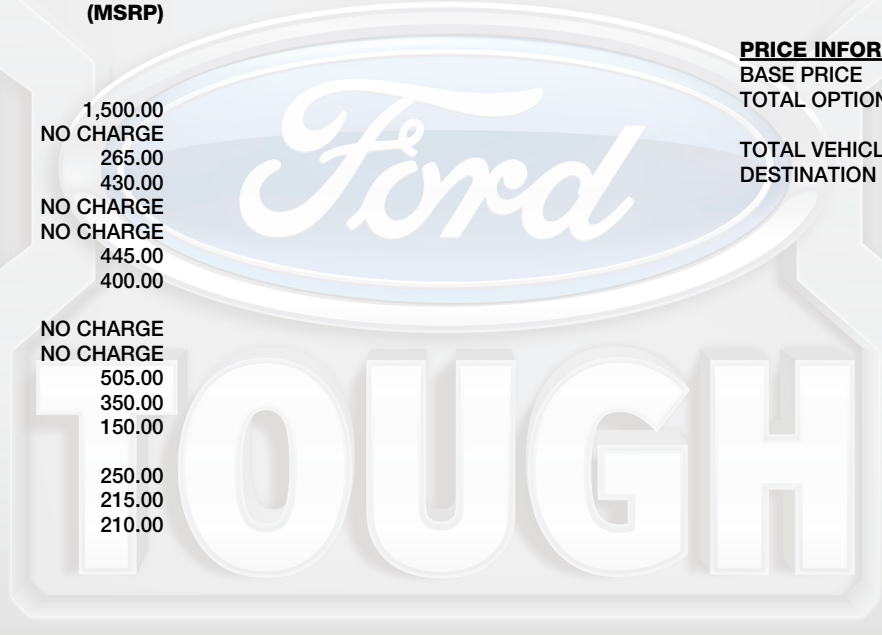 (MSRP)
1,500.00
NO CHARGE
265.00
430.00
NO CHARGE
NO CHARGE
445.00
400.00
NO CHARGE
NO CHARGE
505.00
350.00
150.00
250.00
215.00
210.00
PRICE INFOR
BASE PRICE
TOTAL OPTION
TOTAL VEHICL
DESTINATION
Ford
TOUGH